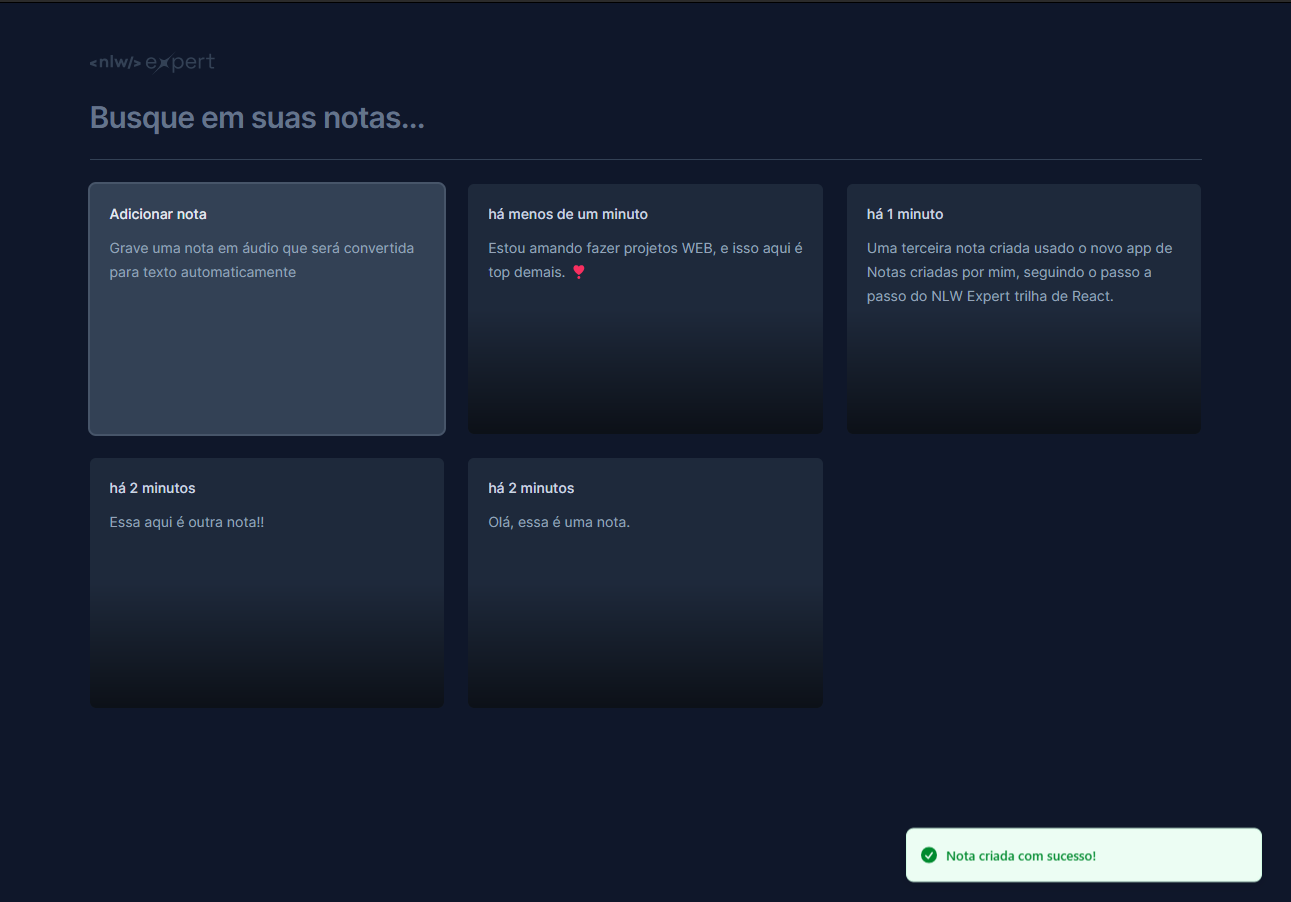 <nlw/> expert
Busque em suas notas...
Adicionar nota
Grave uma nota em áudio que será convertida
para texto automaticamente
há menos de um minuto
Estou amando fazer projetos WEB, e isso aqui é
top demais. ❣️
há 1 minuto
Uma terceira nota criada usado o novo app de
Notas criadas por mim, seguindo o passo a
passo do NLW Expert trilha de React.
há 2 minutos
Essa aqui é outra nota!!
há 2 minutos
Olá, essa é uma nota.
Nota criada com sucesso!